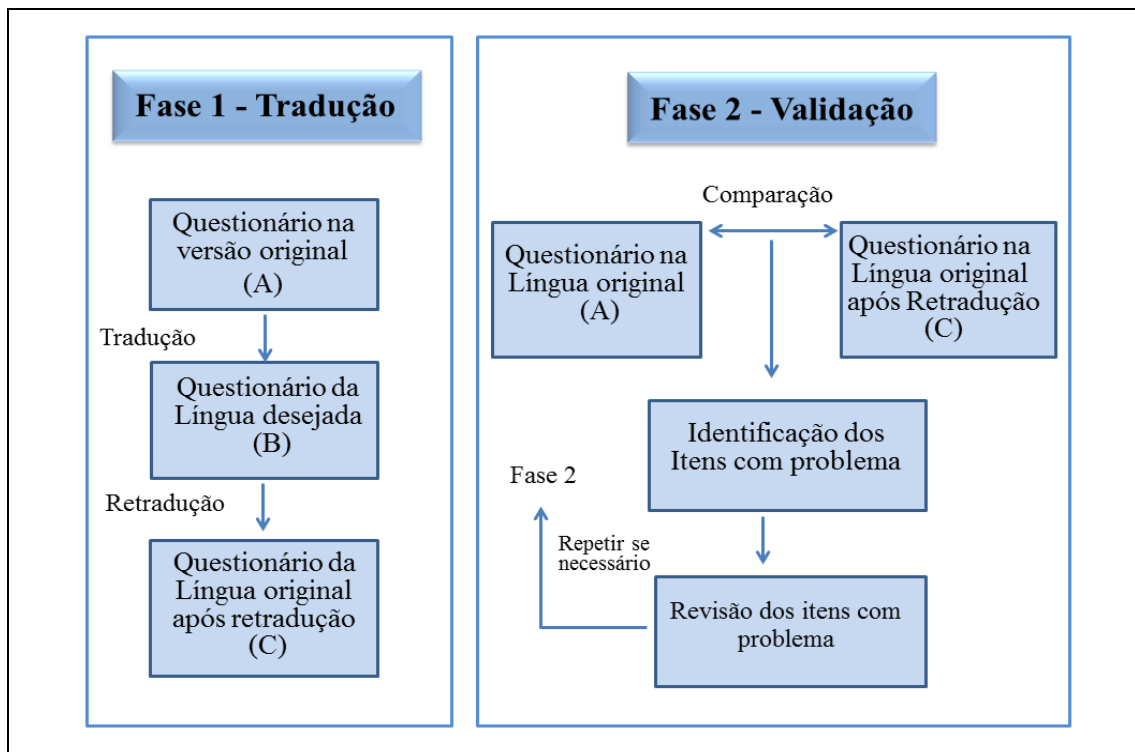 Fase 1 - Tradução
Questionário na
versão original
(A)
Tradução
Questionário da
Língua desejada
(B)
Retradução
Questionário da
Língua original
após retradução
(C)
Fase 2 - Validação
Comparação
Questionário na
Língua original
(A)
Questionário na
Língua original
após Retradução
(C)
Identificação dos
Itens com problema
Fase 2
Repetir se
necessário
Revisão dos itens com
problema